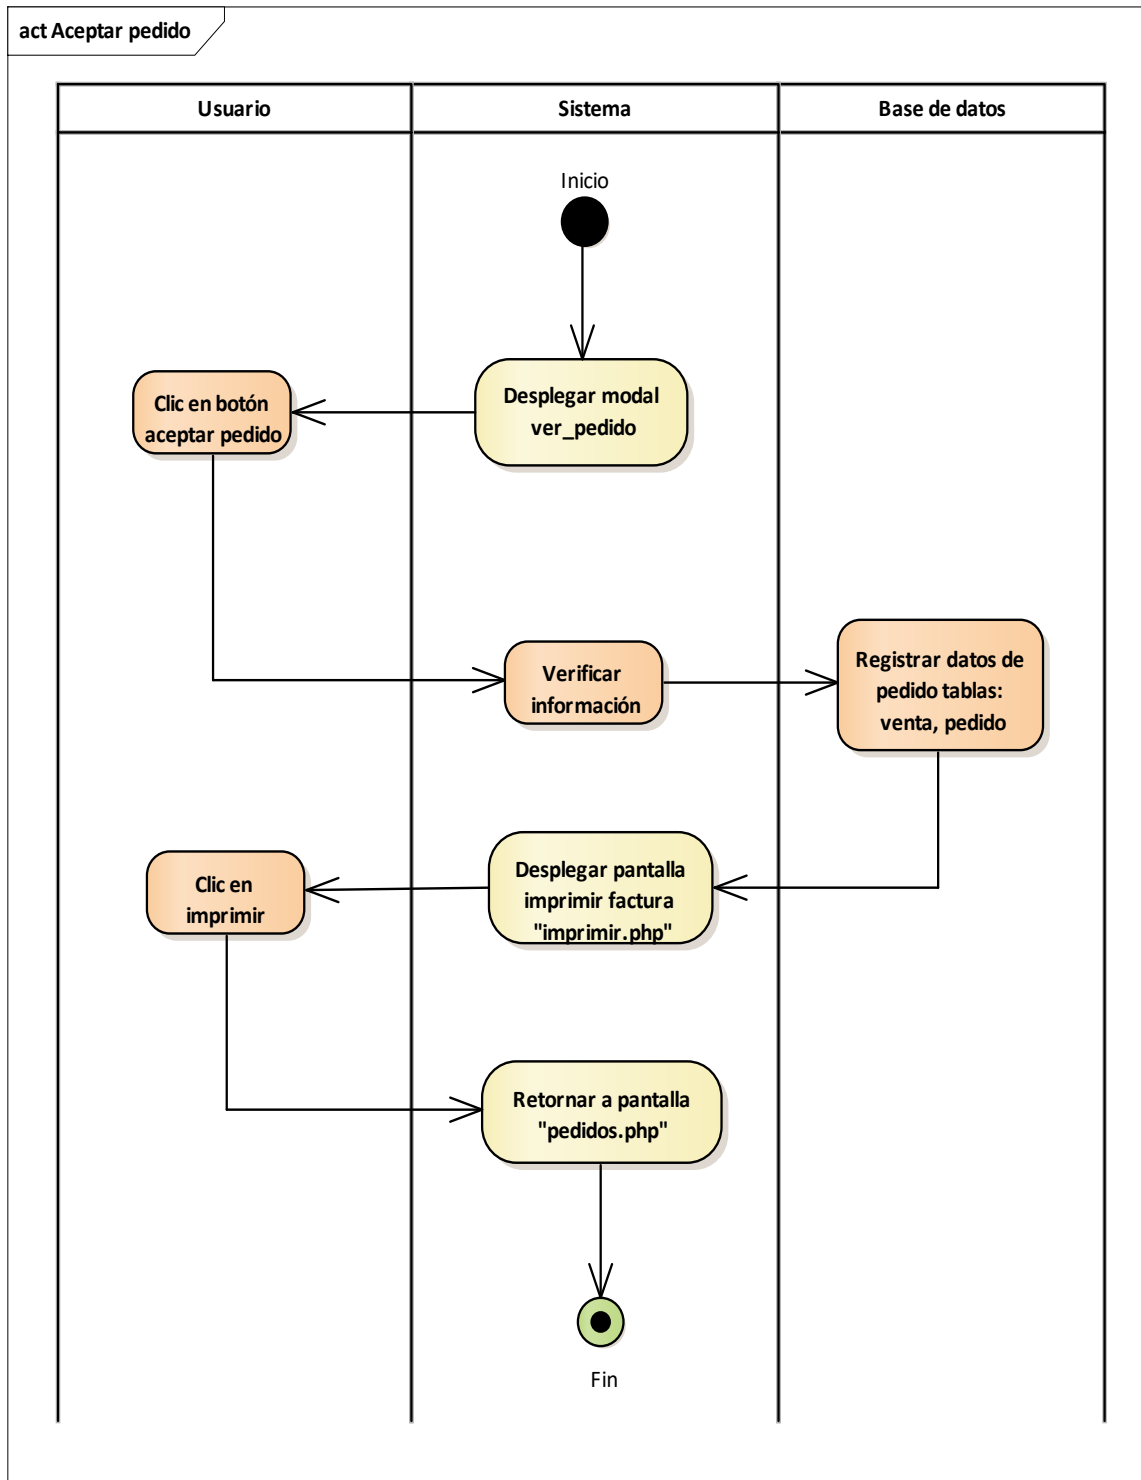 act Aceptar pedido
Usuario
Sistema
Base de datos
Inicio
Desplegar modal
ver_pedido
Clic en botón
aceptar pedido
Verificar
información
Registrar datos de
pedido tablas:
venta, pedido
Desplegar pantalla
imprimir factura
"imprimir.php"
Clic en
imprimir
Retornar a pantalla
"pedidos.php"
Fin